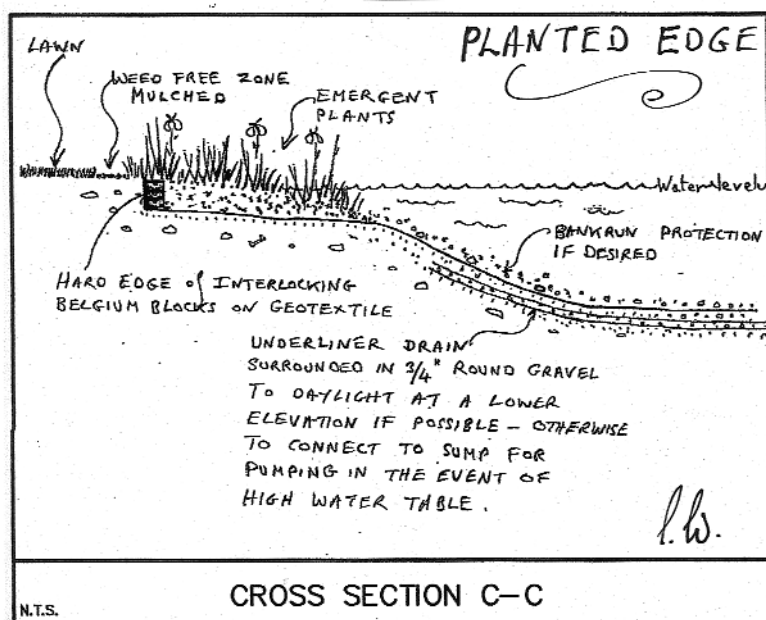 PLANTED EDGE
LAWN
WEED FREE ZONE
MULCHED
EMERGENT
PLANTS
Water level
BANKRUN PROTECTION
IF DESIRED
HARD EDGE of INTERLOCKING
BELGIUM BLOCKS ON GEOTEXTILE
UNDERLINER DRAIN
SURROUNDED IN 3/4" ROUND GRAVEL
TO DAYLIGHT AT A LOWER
ELEVATION IF POSSIBLE – OTHERWISE
TO CONNECT TO SUMP FOR
PUMPING IN THE EVENT OF
HIGH WATER TABLE.
N.T.S.
CROSS SECTION C–C